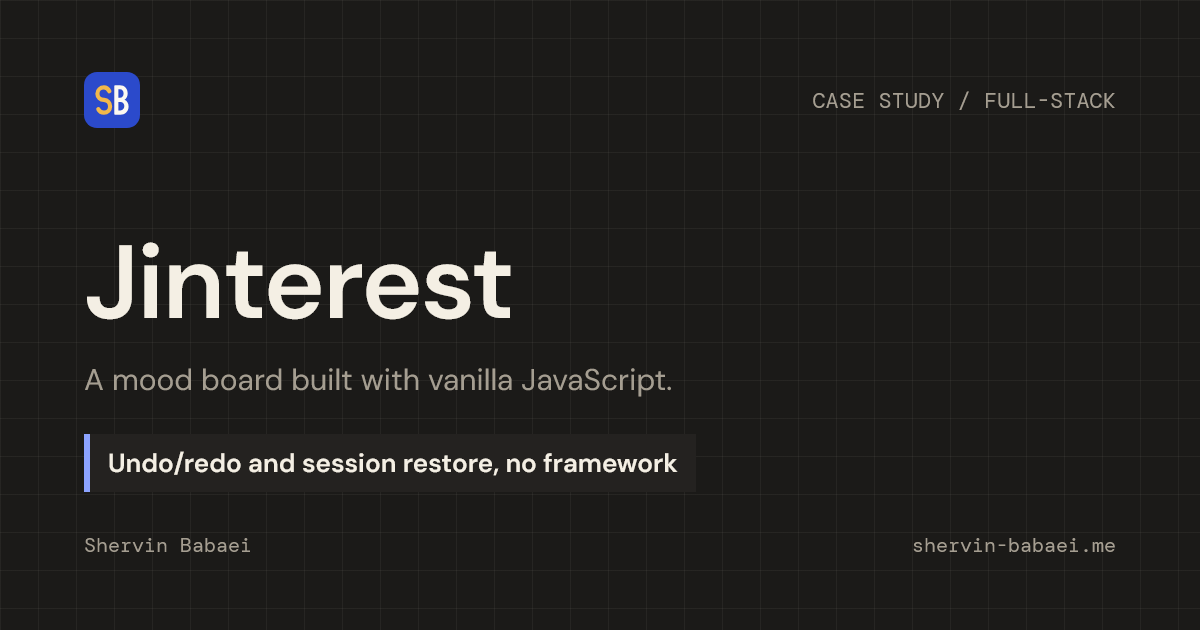 SB
CASE STUDY / FULL-STACK
Jinterest
A mood board built with vanilla JavaScript.
Undo/redo and session restore, no framework
Shervin Babaei
shervin-babaei.me